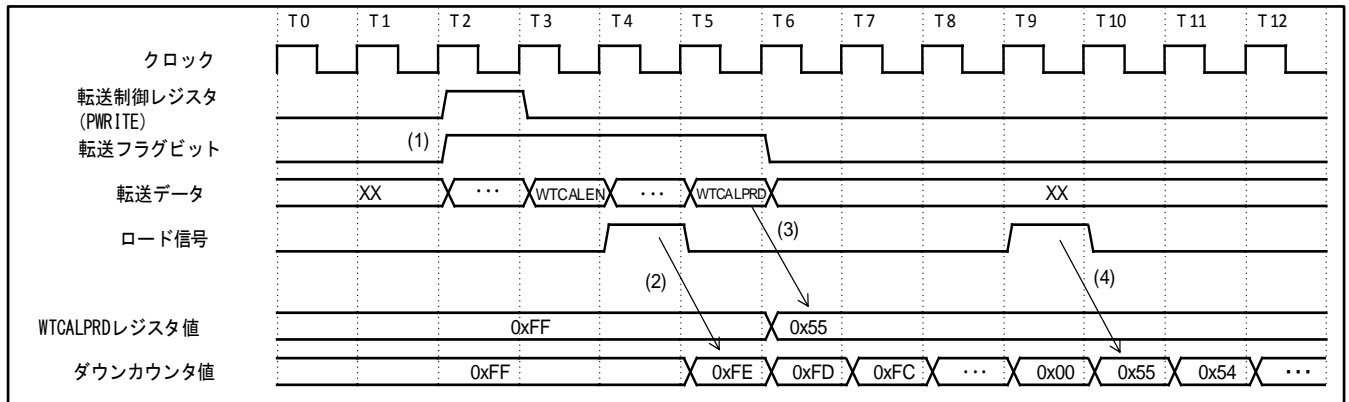 T0 T1 T2 T3 T4 T5 T6 T7 T8 T9 T10 T11 T12
クロック
転送制御レジスタ
(PWRITE)
(1)
転送フラグビット
転送データ XX ・・・ WTCALEN ・・・ WTCALPRD XX
ロード信号
(3)
(2) (4)
WTCALPRDレジスタ値 0xFF 0x55
ダウンカウンタ値 0xFF 0xFE 0xFD 0xFC ・・・ 0x00 0x55 0x54 ・・・